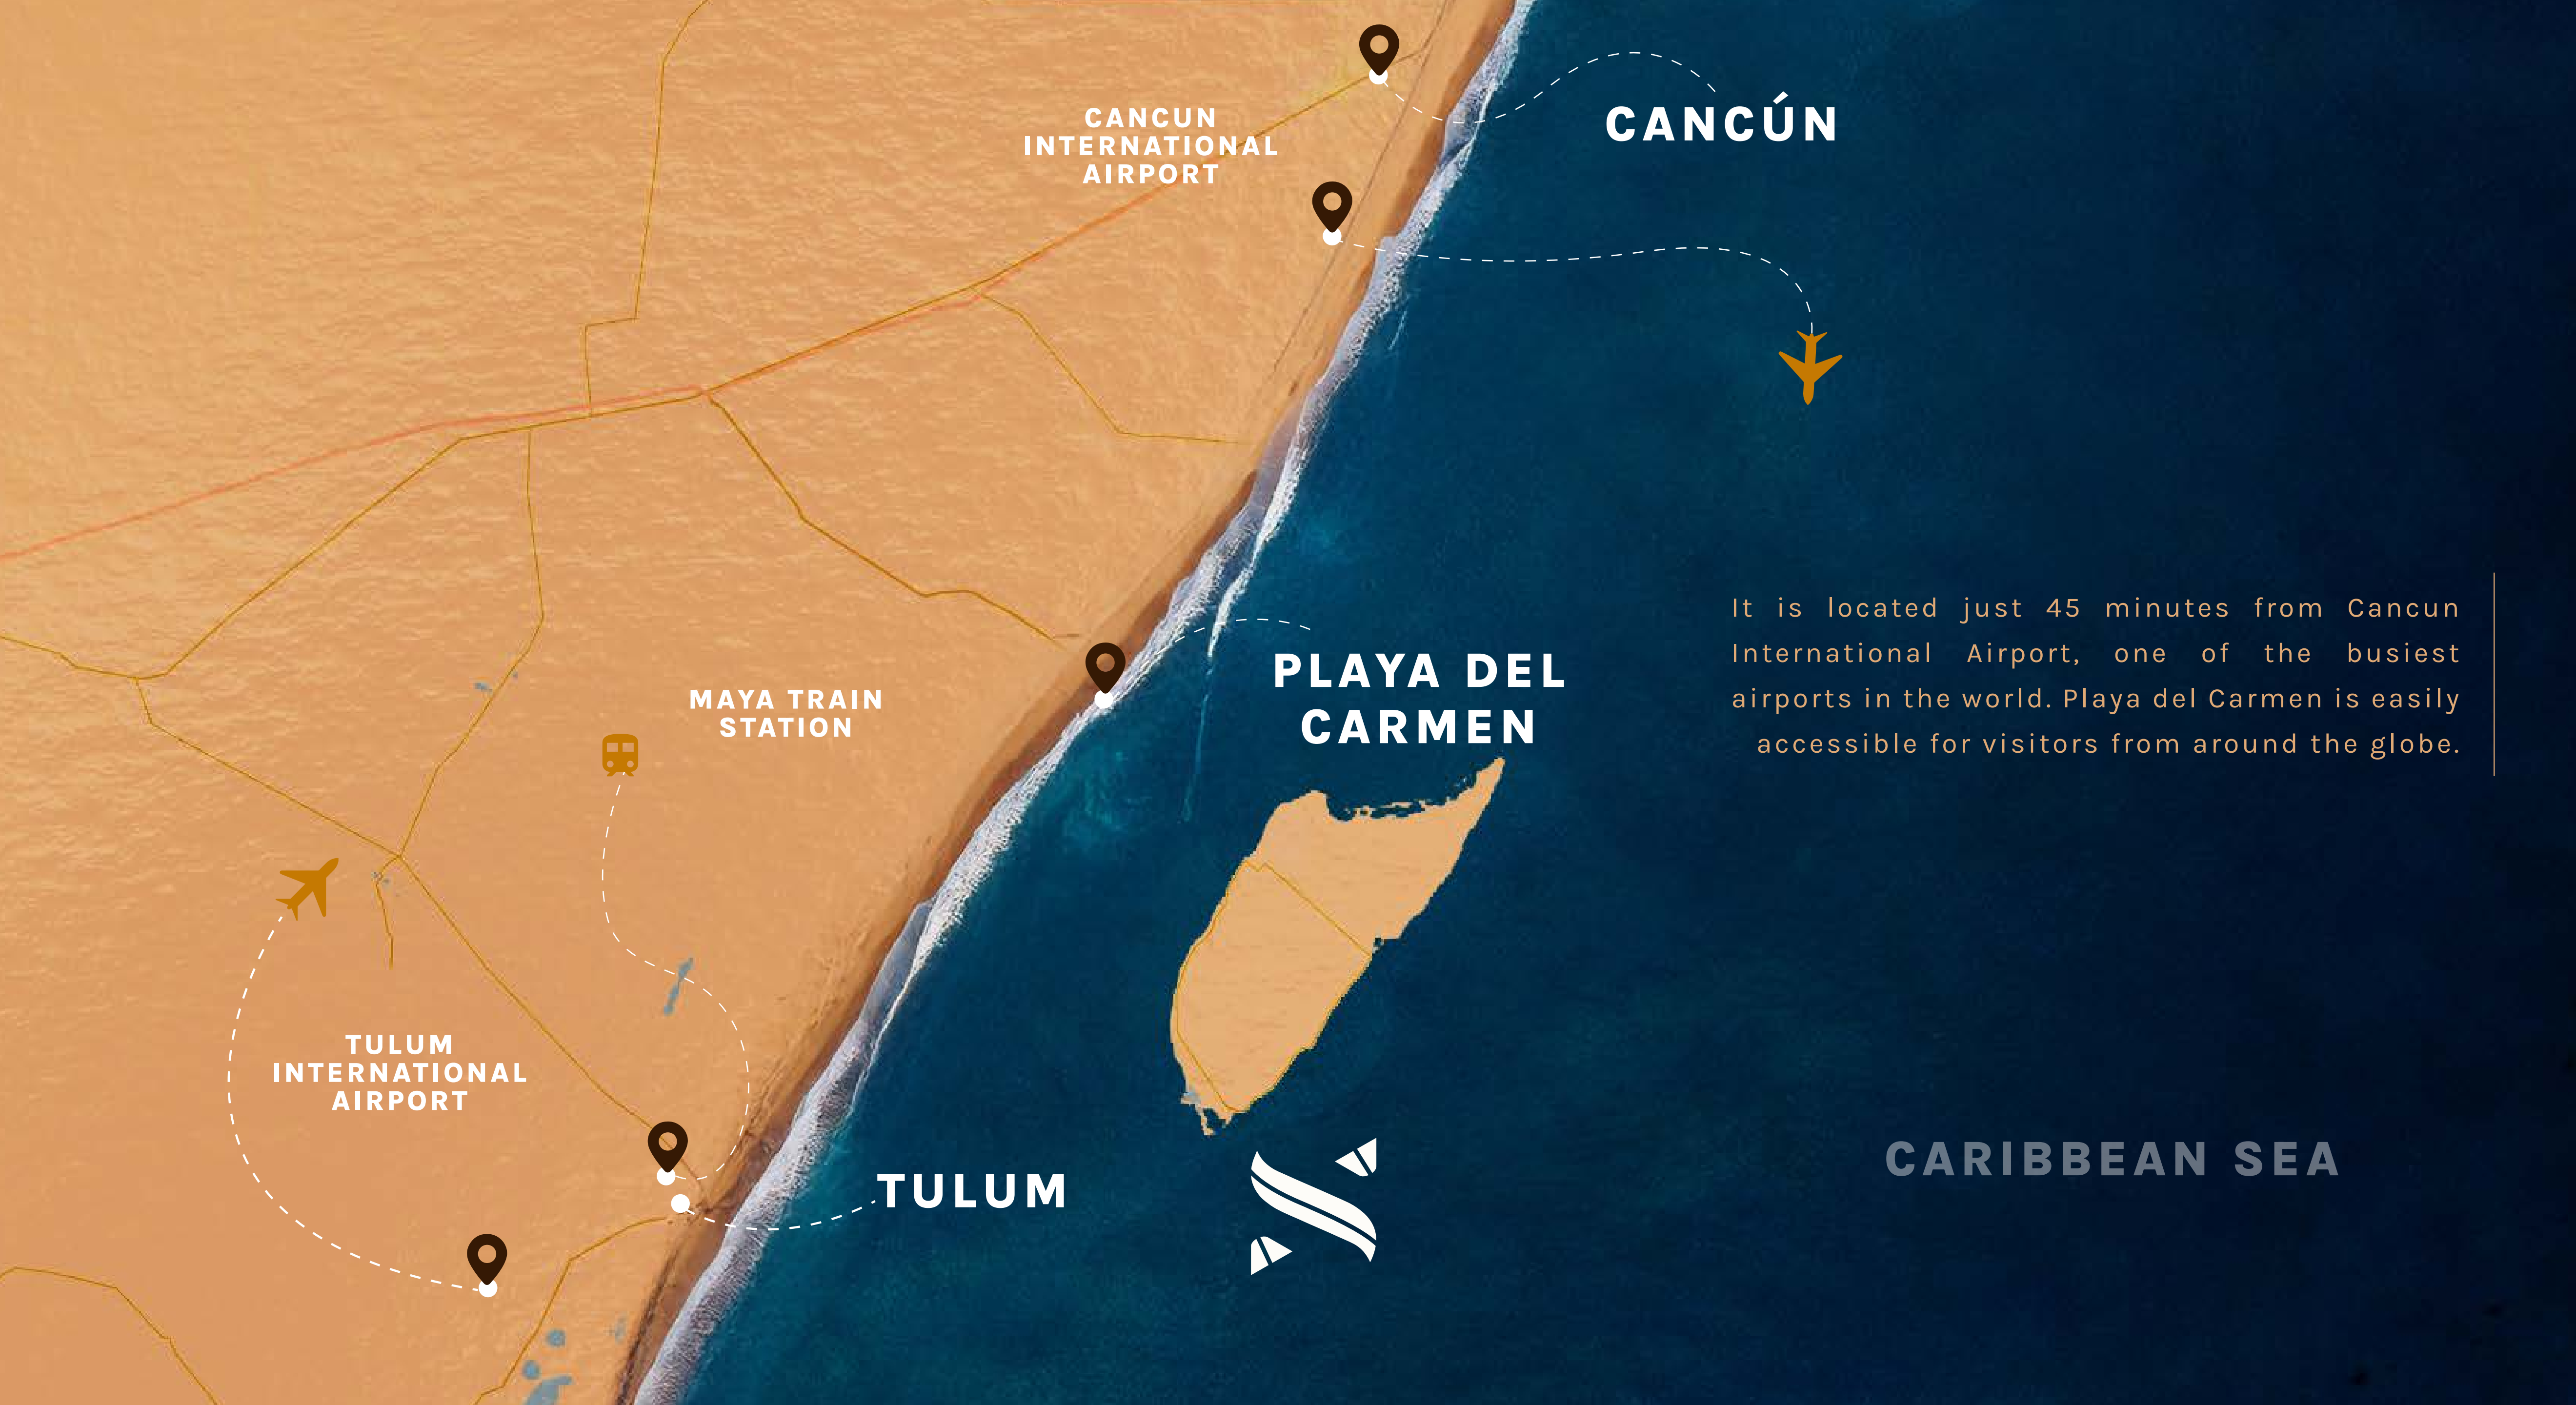 CANCUN
INTERNATIONAL
AIRPORT
CANCÚN
It is located just 45 minutes from Cancun
International Airport, one of the busiest
airports in the world. Playa del Carmen is easily
accessible for visitors from around the globe.
PLAYA DEL
CARMEN
MAYA TRAIN
STATION
TULUM
INTERNATIONAL
AIRPORT
TULUM
CARIBBEAN SEA